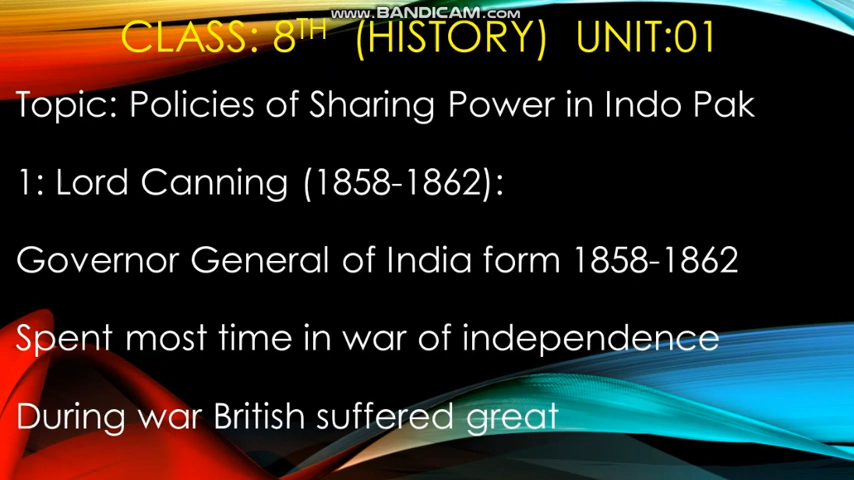 www.BANDICAM.com
CLASS: 8TH (HISTORY) UNIT:01
Topic: Policies of Sharing Power in Indo Pak
1: Lord Canning (1858-1862):
Governor General of India form 1858-1862
Spent most time in war of independence
During war British suffered great